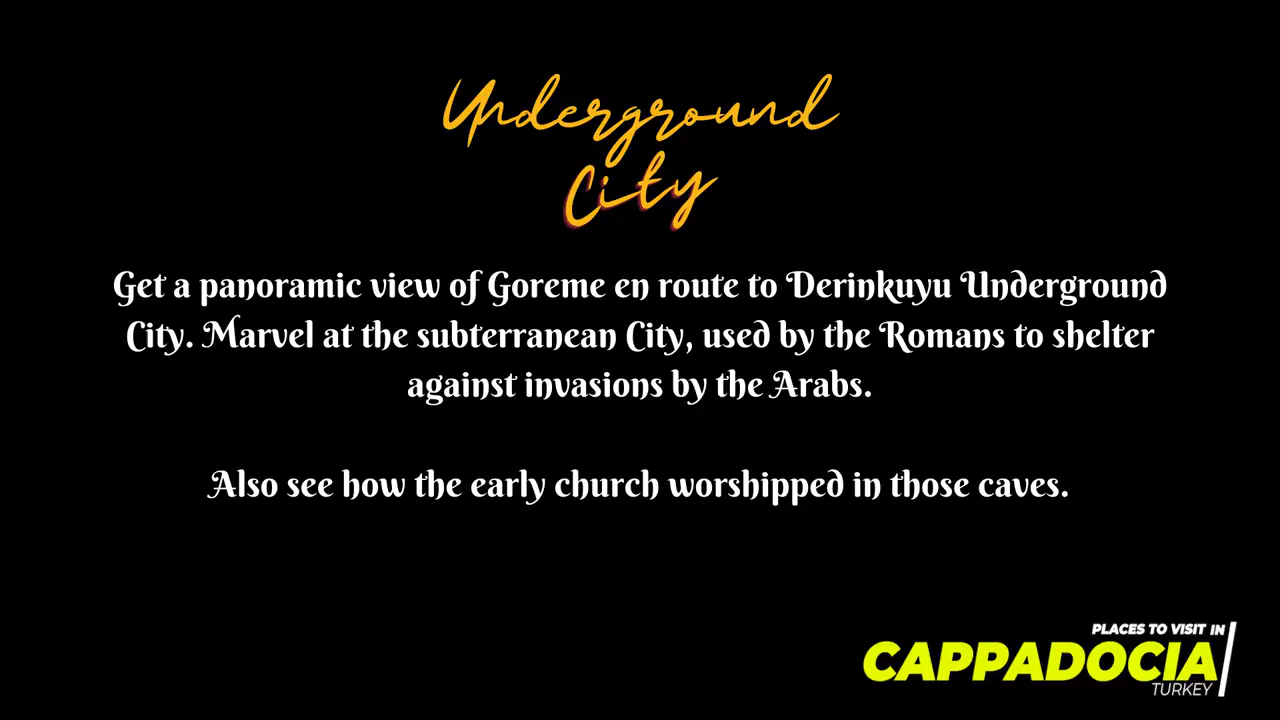 Underground
City
Get a panoramic view of Goreme en route to Derinkuyu Underground
City. Marvel at the subterranean City, used by the Romans to shelter
against invasions by the Arabs.
Also see how the early church worshipped in those caves.
PLACES TO VISIT IN
CAPPADOCIA
TURKEY